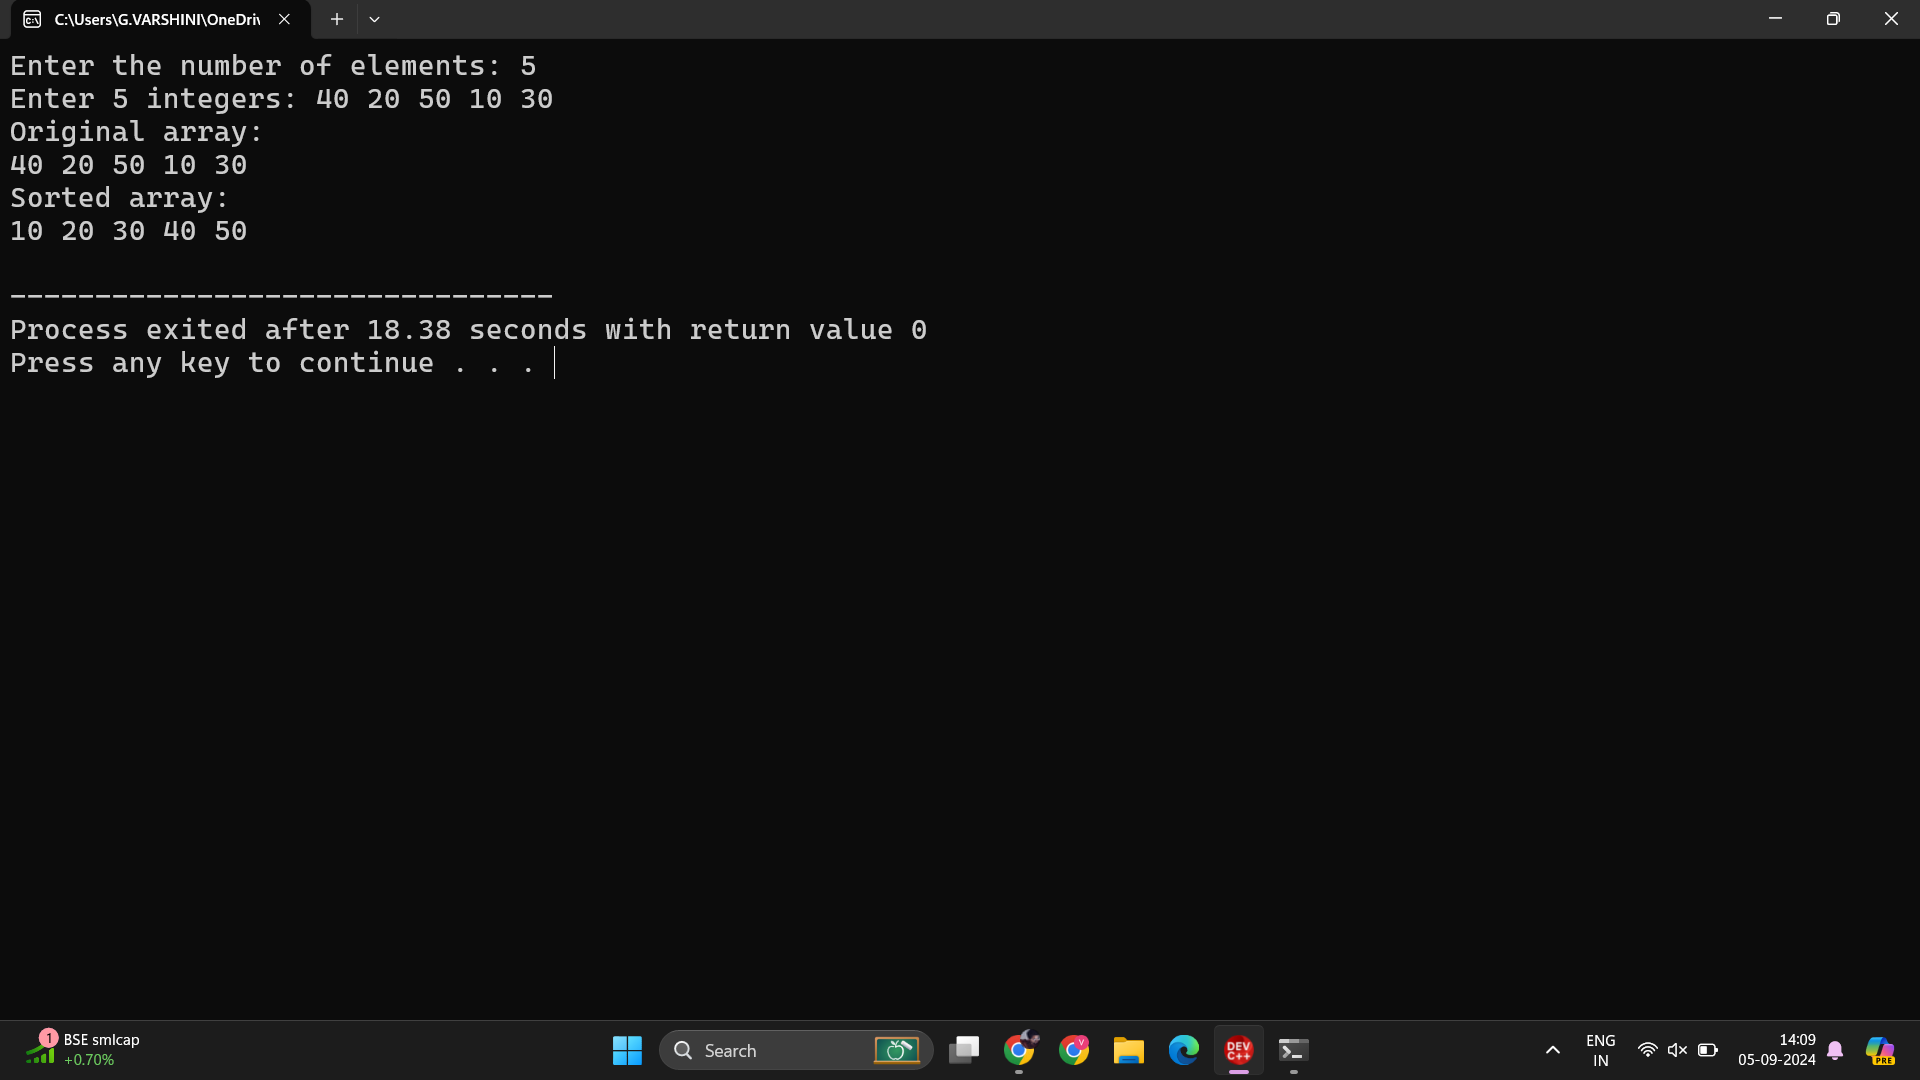 C:\Users\G.VARSHINI\OneDri
Enter the number of elements: 5
Enter 5 integers: 40 20 50 10 30
Original array:
40 20 50 10 30
Sorted array:
10 20 30 40 50
--------------------------------
Process exited after 18.38 seconds with return value 0
Press any key to continue . . .
1
BSE smlcap
+0.70%
Search
V
DEV
C++
ENG
IN
14:09
05-09-2024
PRE